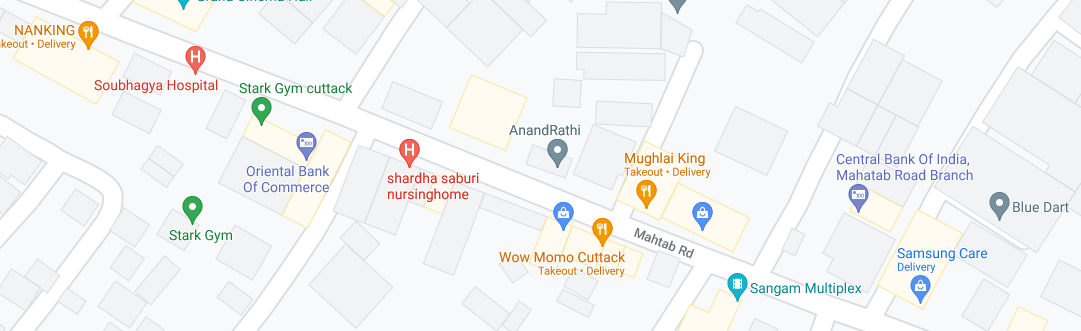 NANKING
Takeout • Delivery
Soubhagya Hospital
Stark Gym cuttack
Oriental Bank
Of Commerce
shardha saburi
nursinghome
AnandRathi
Mughlai King
Takeout • Delivery
Central Bank Of India,
Mahatab Road Branch
Blue Dart
Stark Gym
Mahtab Rd
Wow Momo Cuttack
Takeout • Delivery
Samsung Care
Delivery
Sangam Multiplex